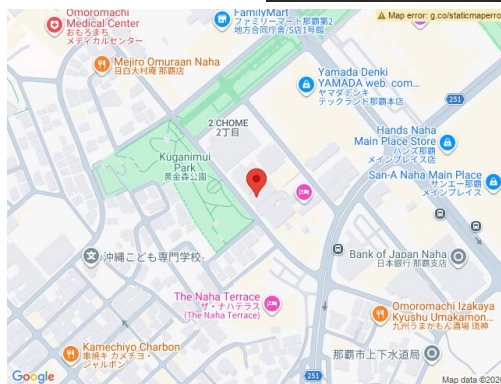 Omoromachi
Medical Center
おもろまち
メディカルセンター
FamilyMart
ファミリーマート那覇第2
地方合同庁舎/S店1号館
Map error: g.co/staticmaperror
Mejiro Omuraan Naha
目白大村庵 那覇店
Yamada Denki
YAMADA web. com...
ヤマダデンキ
テックランド那覇本店
251
2 CHOME
2丁目
Hands Naha
Main Place Store
ハンズ那覇
メインプレイス店
Kuganimui
Park
黄金森公園
San-A Naha Main Place
サンエー那覇
メインプレイス
沖縄こども専門学校
Bank of Japan Naha
日本銀行 那覇支店
The Naha Terrace
ザ・ナハテラス
(The Naha Terrace)
Omoromachi Izakaya
Kyushu Umakamon...
九州うまかもん酒場 琉神
Kamechiyo Charbon
串焼き カメチヨ・
シャルボン
那覇市上下水道局
251
Google
Map data ©202